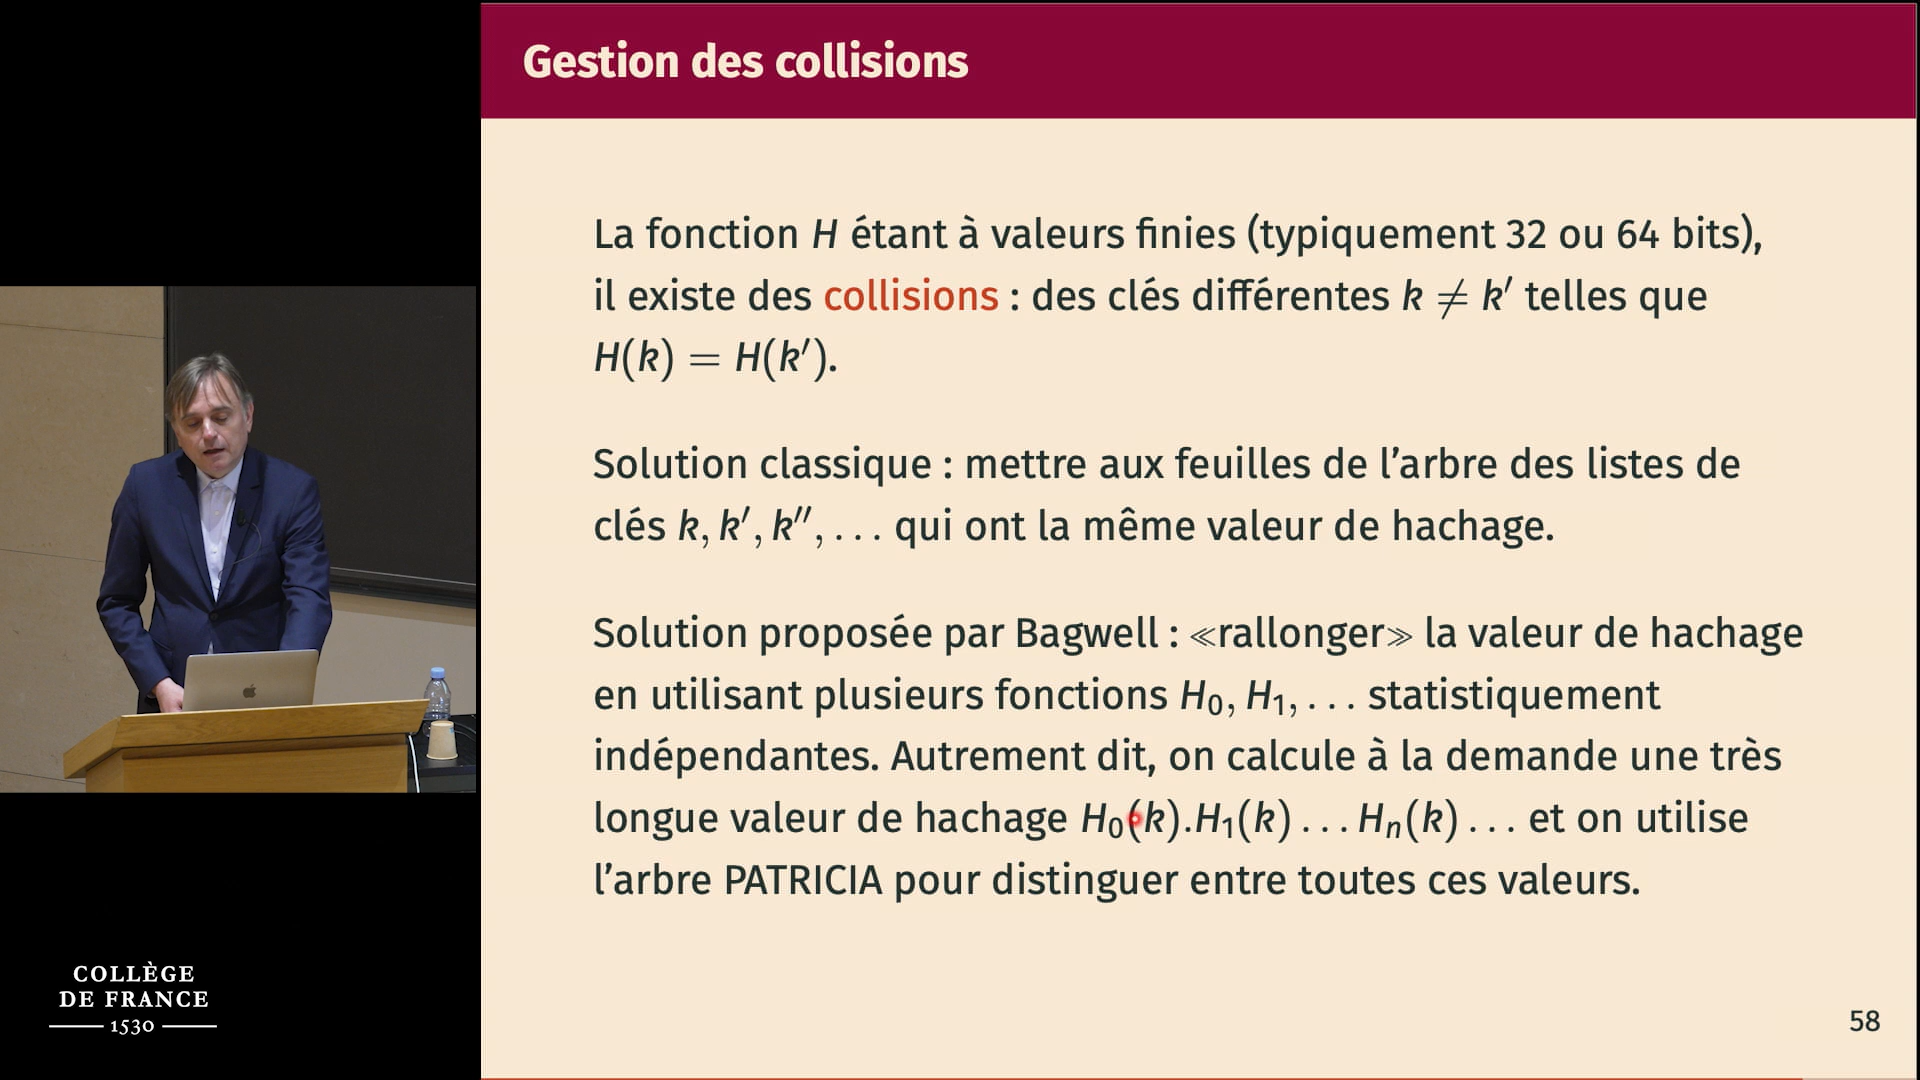 Gestion des collisions
La fonction H étant à valeurs finies (typiquement 32 ou 64 bits),
il existe des collisions : des clés différentes k ≠ k′ telles que
H(k) = H(k′).
Solution classique : mettre aux feuilles de l’arbre des listes de
clés k, k′, k″, . . . qui ont la même valeur de hachage.
Solution proposée par Bagwell : ≪rallonger≫ la valeur de hachage
en utilisant plusieurs fonctions H₀, H₁, . . . statistiquement
indépendantes. Autrement dit, on calcule à la demande une très
longue valeur de hachage H₀(k).H₁(k) . . . Hₙ(k) . . . et on utilise
l’arbre PATRICIA pour distinguer entre toutes ces valeurs.
58
COLLÈGE
DE FRANCE
1530